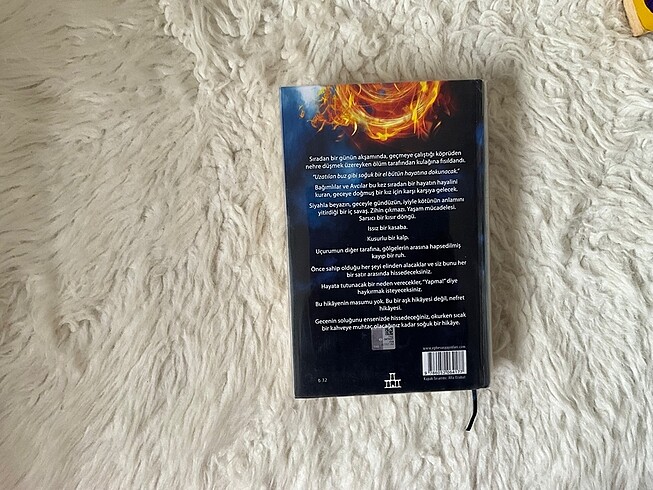 Sıradan bir günün akşamında, geçmeye çalıştığı köprüden
nehre düşmek üzereyken ölüm tarafından kulağına fısıldandı.
"Uzatılan buz gibi soğuk bir el bütün hayatına dokunacak."
Bağımlılar ve Avcılar bu kez sıradan bir hayatın hayalini
kuran, geceye doğmuş bir kız için karşı karşıya gelecek.
Siyahla beyazın, geceyle gündüzün, iyiyle kötünün anlamını
yitirdiği bir iç savaş. Zihin çıkmazı. Yaşam mücadelesi.
Sarsıcı bir kısır döngü.
Issız bir kasaba.
Kusurlu bir kalp.
Uçurumun diğer tarafına, gölgelerin arasına hapsedilmiş
kayıp bir ruh.
Önce sahip olduğu her şeyi elinden alacaklar ve siz bunu her
bir satır arasında hissedeceksiniz.
Hayata tutunacak bir neden verecekler, "Yapma!" diye
haykırmak isteyeceksiniz.
Bu hikâyenin masumu yok. Bu bir aşk hikâyesi değil, nefret
hikâyesi.
Gecenin soluğunu ensenizde hissedeceğiniz, okurken sıcak
bir kahveye muhtaç olacağınız kadar soğuk bir hikâye.
₺ 32